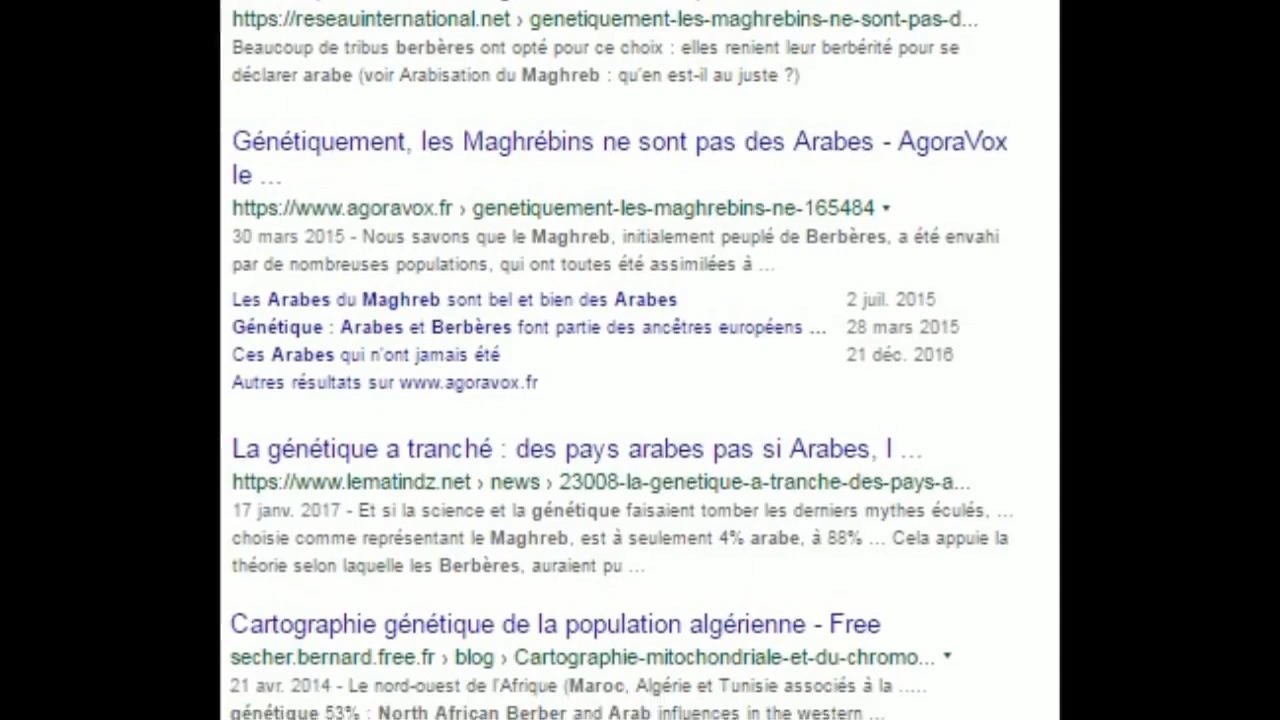 https://reseauinternational.net › genetiquement-les-maghrebins-ne-sont-pas-d...
Beaucoup de tribus berbères ont opté pour ce choix : elles renient leur berbérité pour se
déclarer arabe (voir Arabisation du Maghreb : qu'en est-il au juste ?)
Génétiquement, les Maghrébins ne sont pas des Arabes - AgoraVox
le ...
https://www.agoravox.fr › genetiquement-les-maghrebins-ne-165484
30 mars 2015 - Nous savons que le Maghreb, initialement peuplé de Berbères, a été envahi
par de nombreuses populations, qui ont toutes été assimilées à ...
Les Arabes du Maghreb sont bel et bien des Arabes 2 juil. 2015
Génétique : Arabes et Berbères font partie des ancêtres européens ... 28 mars 2015
Ces Arabes qui n'ont jamais été 21 déc. 2016
Autres résultats sur www.agoravox.fr
La génétique a tranché : des pays arabes pas si Arabes, l ...
https://www.lematindz.net › news › 23008-la-genetique-a-tranche-des-pays-a...
17 janv. 2017 - Et si la science et la génétique faisaient tomber les derniers mythes éculés, ...
choisie comme représentant le Maghreb, est à seulement 4% arabe, à 88% ... Cela appuie la
théorie selon laquelle les Berbères, auraient pu ...
Cartographie génétique de la population algérienne - Free
secher.bernard.free.fr › blog › Cartographie-mitochondriale-et-du-chromo...
21 avr. 2014 - Le nord-ouest de l'Afrique (Maroc, Algérie et Tunisie associés à la .....
génétique 53% : North African Berber and Arab influences in the western ...